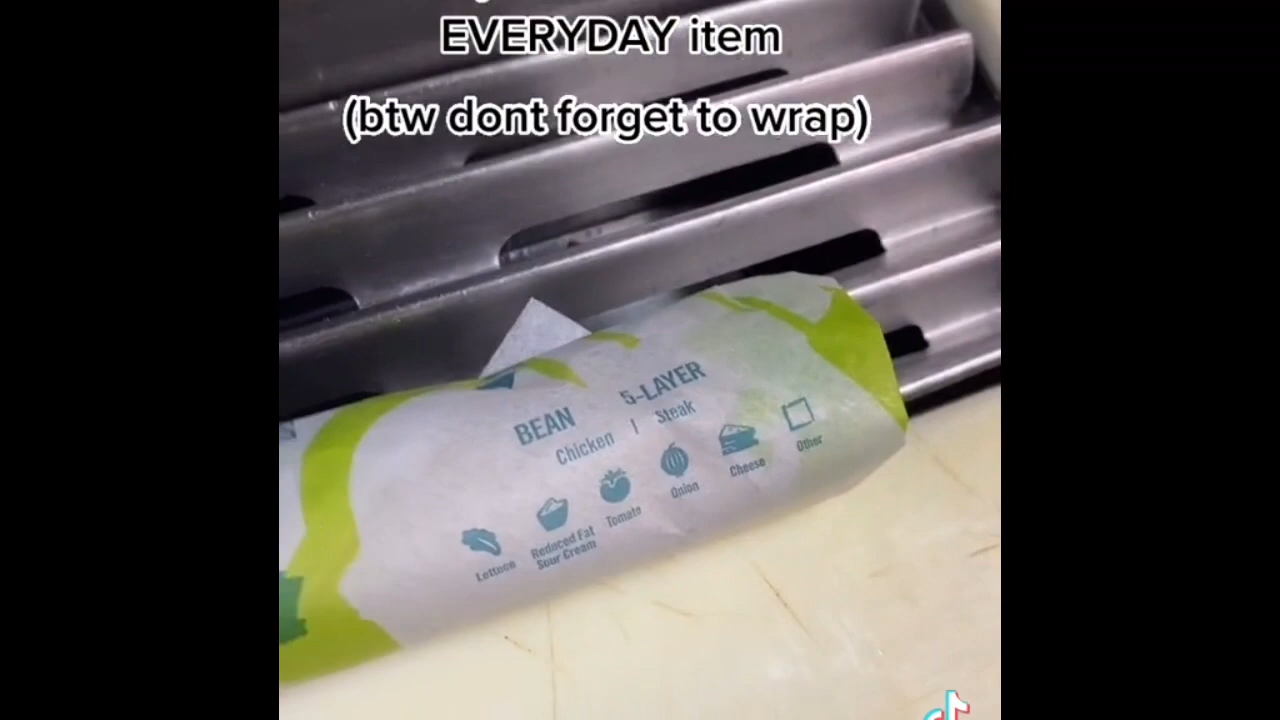 EVERYDAY item
(btw dont forget to wrap)
BEAN 5-LAYER
Chicken | Steak
Lettuce
Reduced Fat
Sour Cream
Tomato
Onion
Cheese
Other